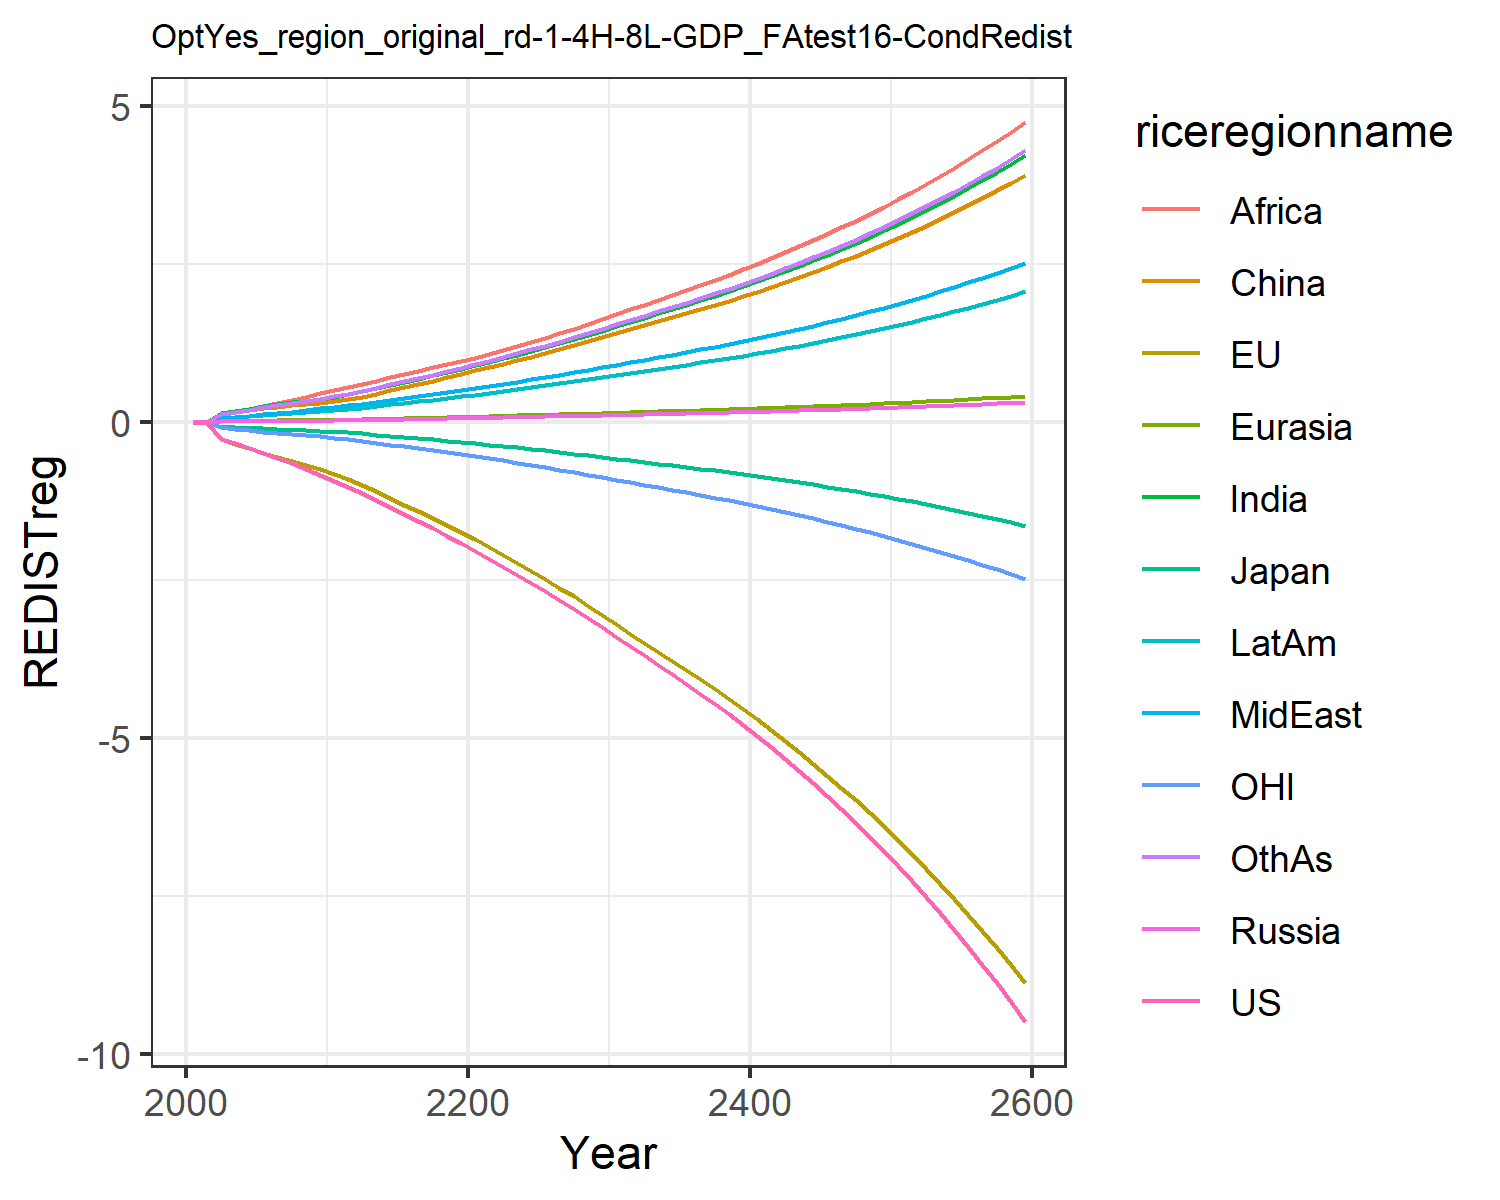 OptYes_region_original_rd-1-4H-8L-GDP_FAtest16-CondRedist
5
0
-5
-10
REDISTreg
2000
2200
2400
2600
Year
riceregionname
Africa
China
EU
Eurasia
India
Japan
LatAm
MidEast
OHI
OthAs
Russia
US